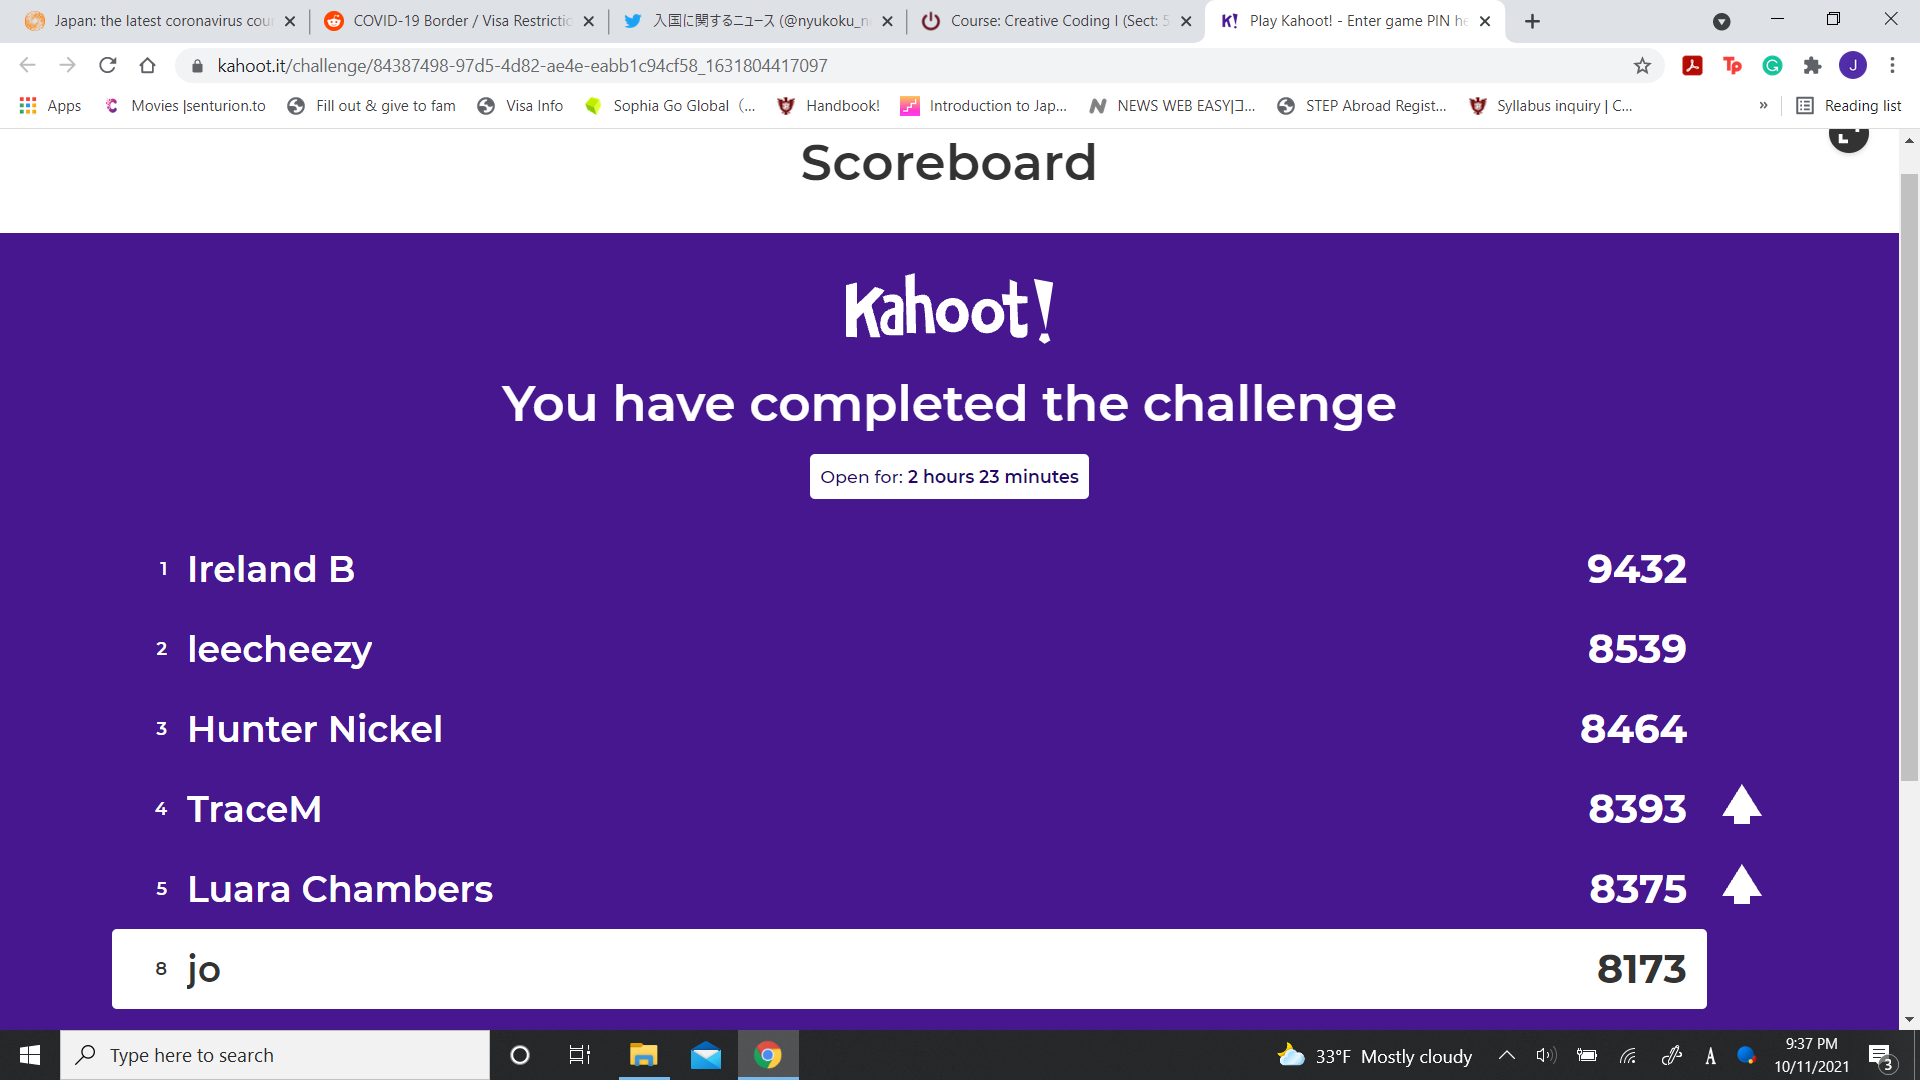 Japan: the latest coronavirus cou
COVID-19 Border / Visa Restrictio
入国に関するニュース (@nyukoku_n
Course: Creative Coding I (Sect: 5
K! Play Kahoot! - Enter game PIN he
kahoot.it/challenge/84387498-97d5-4d82-ae4e-eabb1c94cf58_1631804417097
J
Apps
Movies |senturion.to
Fill out & give to fam
Visa Info
Sophia Go Global（...
Handbook!
Introduction to Jap...
NEWS WEB EASY|ニ...
STEP Abroad Regist...
Syllabus inquiry | C...
» Reading list
Scoreboard
Kahoot!
You have completed the challenge
Open for: 2 hours 23 minutes
1 Ireland B 9432
2 leecheezy 8539
3 Hunter Nickel 8464
4 TraceM 8393
5 Luara Chambers 8375
8 jo 8173
Type here to search
33°F Mostly cloudy
A
9:37 PM
10/11/2021
3